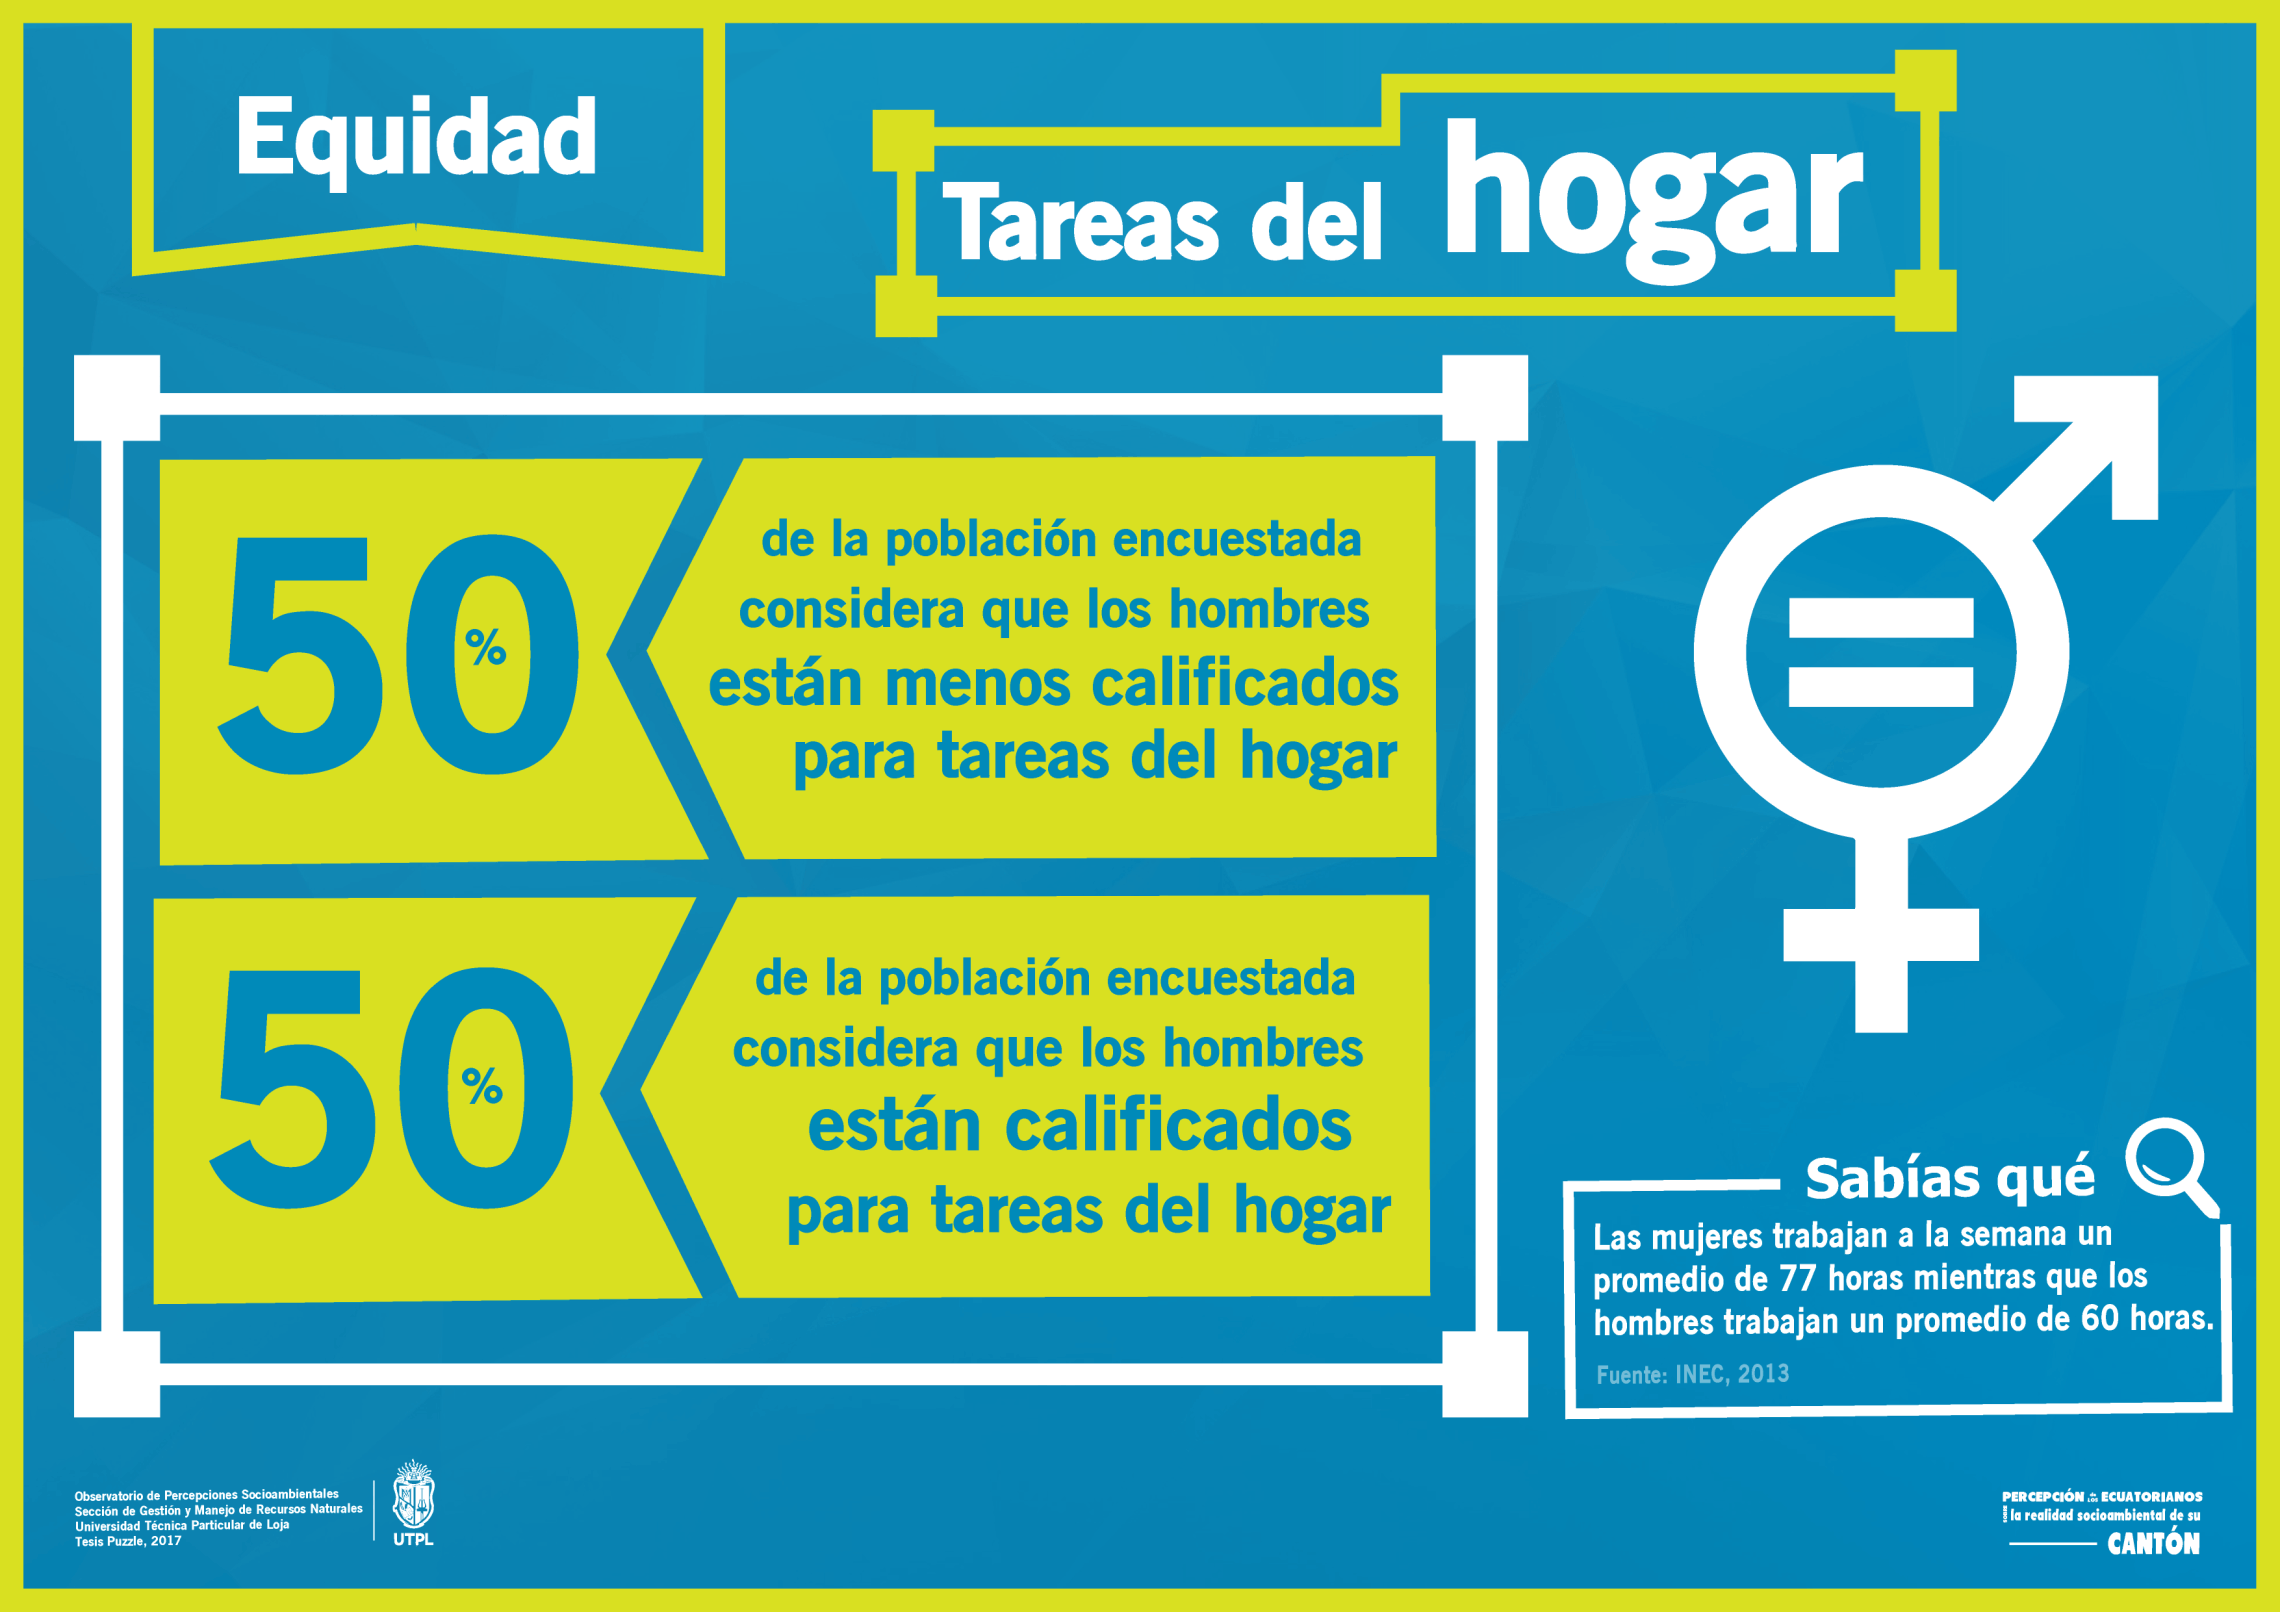 Equidad
Tareas del hogar
50%
de la población encuestada
considera que los hombres
están menos calificados
para tareas del hogar
50%
de la población encuestada
considera que los hombres
están calificados
para tareas del hogar
Sabías qué
Las mujeres trabajan a la semana un
promedio de 77 horas mientras que los
hombres trabajan un promedio de 60 horas.
Fuente: INEC, 2013
Observatorio de Percepciones Socioambientales
Sección de Gestión y Manejo de Recursos Naturales
Universidad Técnica Particular de Loja
Tesis Puzzle, 2017
UTPL
PERCEPCIÓN de los ECUATORIANOS
SOBRE la realidad socioambiental de su
CANTÓN